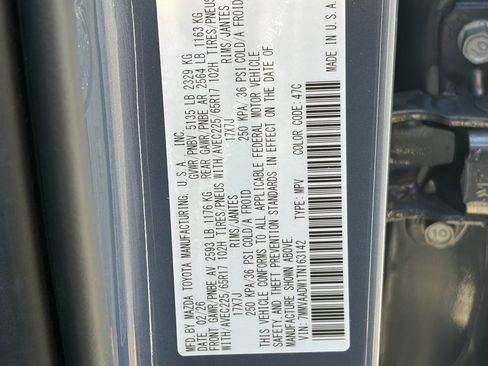 MFD BY MAZDA TOYOTA MANUFACTURING, U.S.A. INC.
DATE: 02/26 GVWR/PNBV 5135 LB 2329 KG
FRONT GAWR/PNBE AV 2593 LB 1176 KG REAR GAWR/PNBE AR 2564 LB 1163 KG
WITH/AVEC225/65R17 102H TIRES/PNEUS WITH/AVEC225/65R17 102H TIRES/PNEUS
17X7J RIMS/JANTES 17X7J RIMS/JANTES
250 KPA/36 PSI COLD/A FROID 250 KPA/36 PSI COLD/A FROID
THIS VEHICLE CONFORMS TO ALL APPLICABLE FEDERAL MOTOR VEHICLE
SAFETY AND THEFT PREVENTION STANDARDS IN EFFECT ON THE DATE OF
MANUFACTURE SHOWN ABOVE. MADE IN U.S.A.
VIN: TYPE: MPV COLOR CODE: 47C